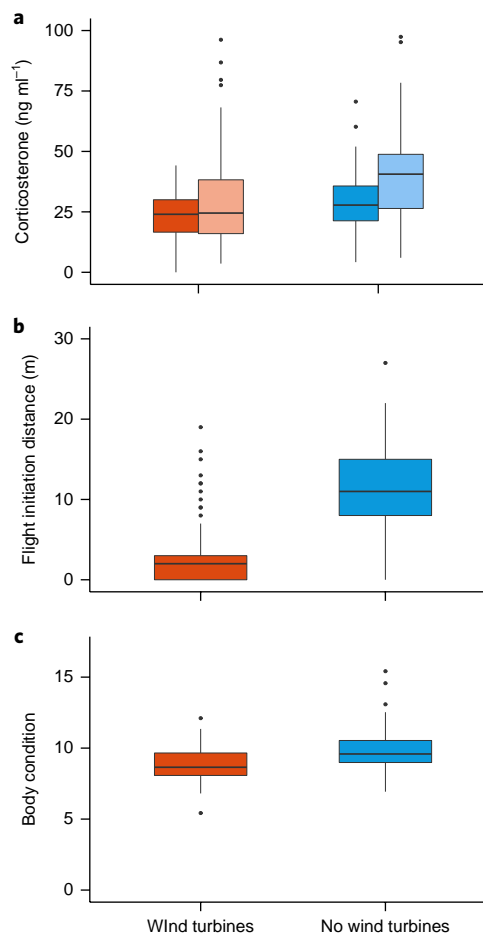 a
Corticosterone (ng ml⁻¹)
100
75
50
25
0
b
Flight initiation distance (m)
30
20
10
0
c
Body condition
15
10
5
0
WInd turbines
No wind turbines